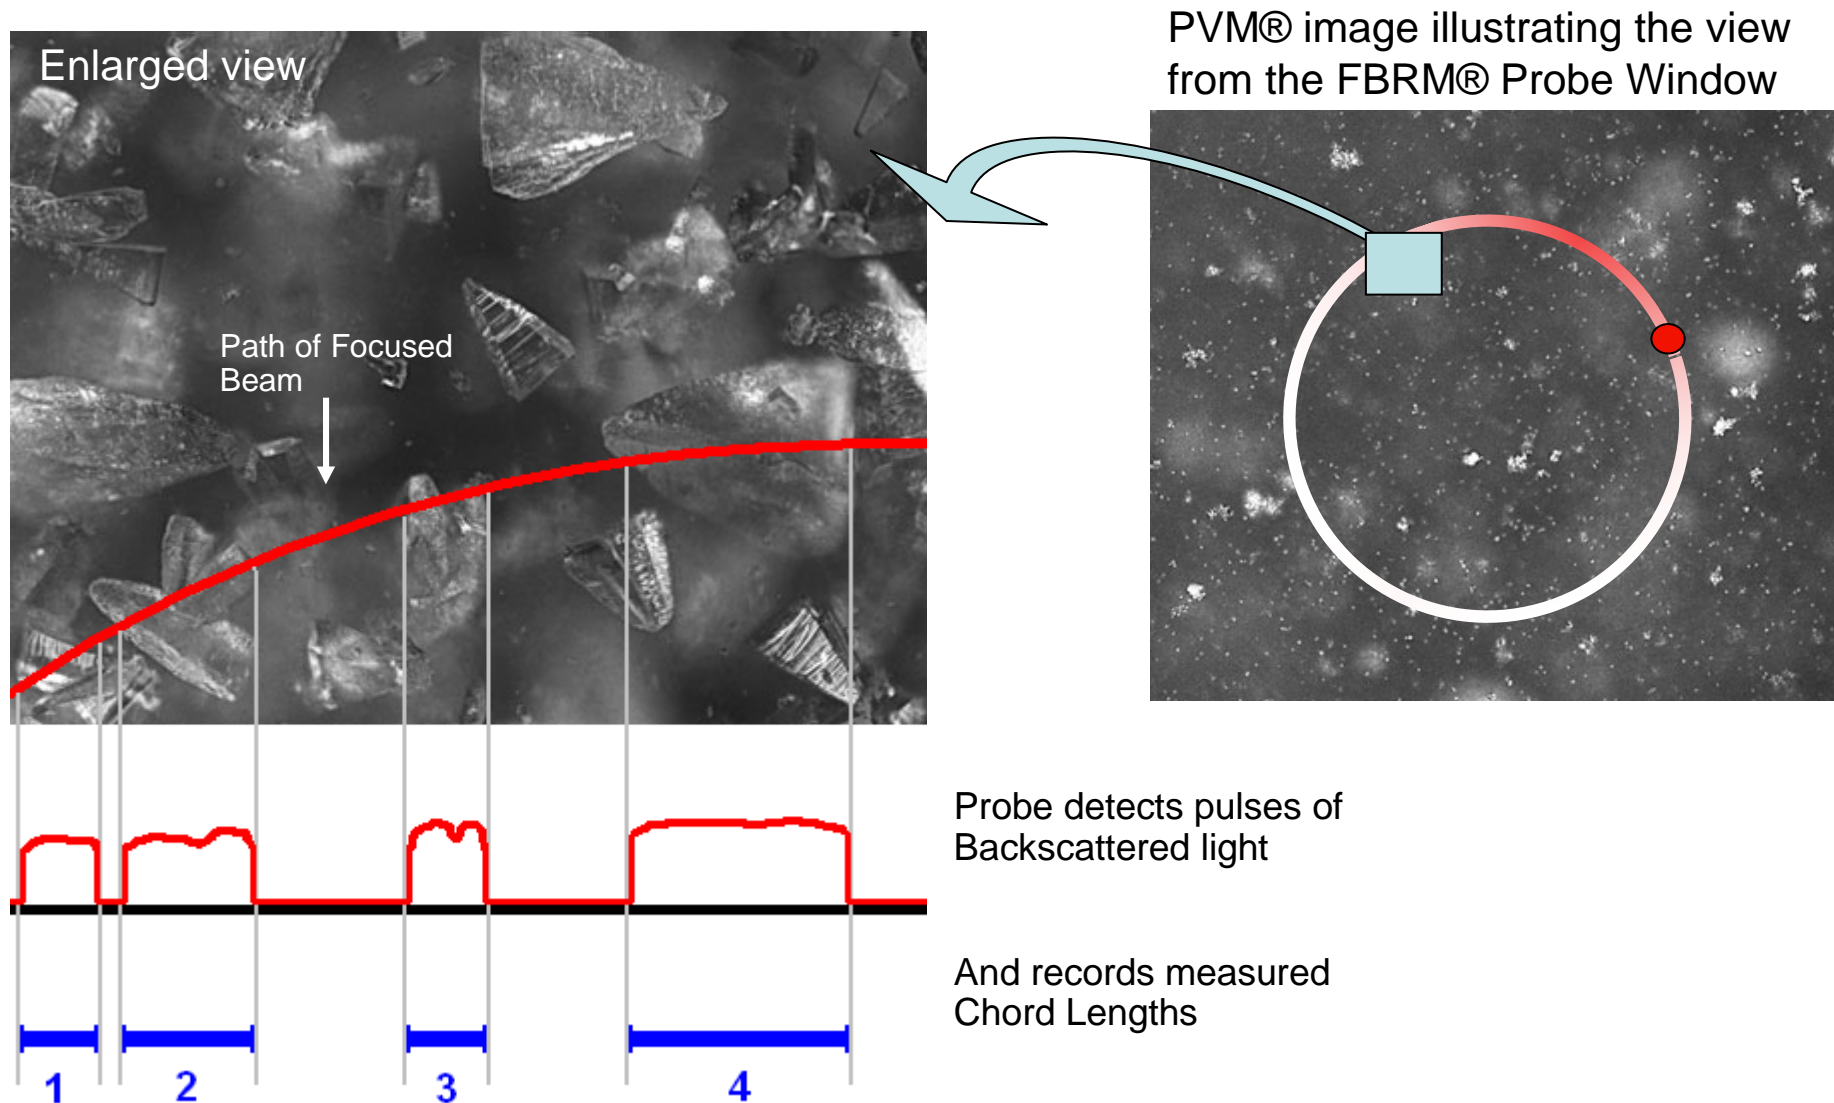 PVM® image illustrating the view
from the FBRM® Probe Window
Enlarged view
Path of Focused
Beam
Probe detects pulses of
Backscattered light
And records measured
Chord Lengths
1 2 3 4